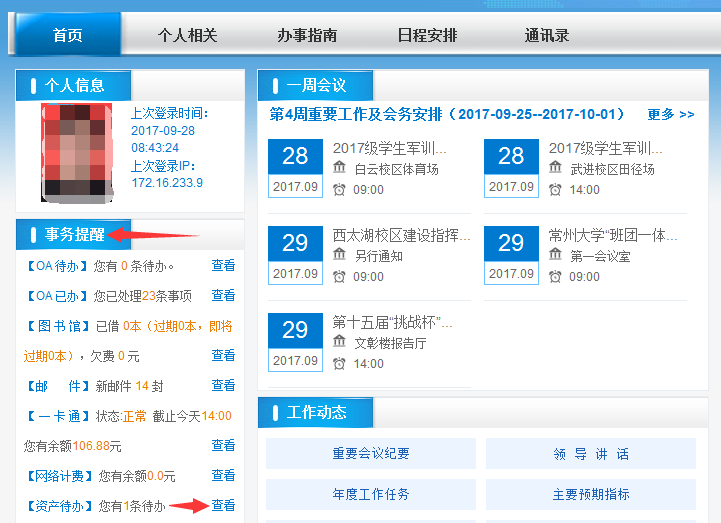 首页 个人相关 办事指南 日程安排 通讯录
个人信息
上次登录时间:
2017-09-28
08:43:24
上次登录IP:
172.16.233.9
事务提醒
【OA 待办】您有 0 条待办。 查看
【OA 已办】您已处理23条事项 查看
【图 书 馆】已借 0本（过期0本，即将
过期0本），欠费 0 元 查看
【邮 件】新邮件 14 封 查看
【一 卡 通】状态:正常 截止今天14:00
您有余额106.88元 查看
【网络计费】您有余额0.0元 查看
【资产待办】您有1条待办 查看
一周会议
第4周重要工作及会务安排（2017-09-25--2017-10-01） 更多 >>
28
2017.09
2017级学生军训...
白云校区体育场
09:00
28
2017.09
2017级学生军训...
武进校区田径场
14:00
29
2017.09
西太湖校区建设指挥...
另行通知
09:00
29
2017.09
常州大学“班团一体...
第一会议室
09:00
29
2017.09
第十五届“挑战杯”...
文彰楼报告厅
14:00
工作动态
重要会议纪要 领 导 讲 话
年度工作任务 主要预期指标